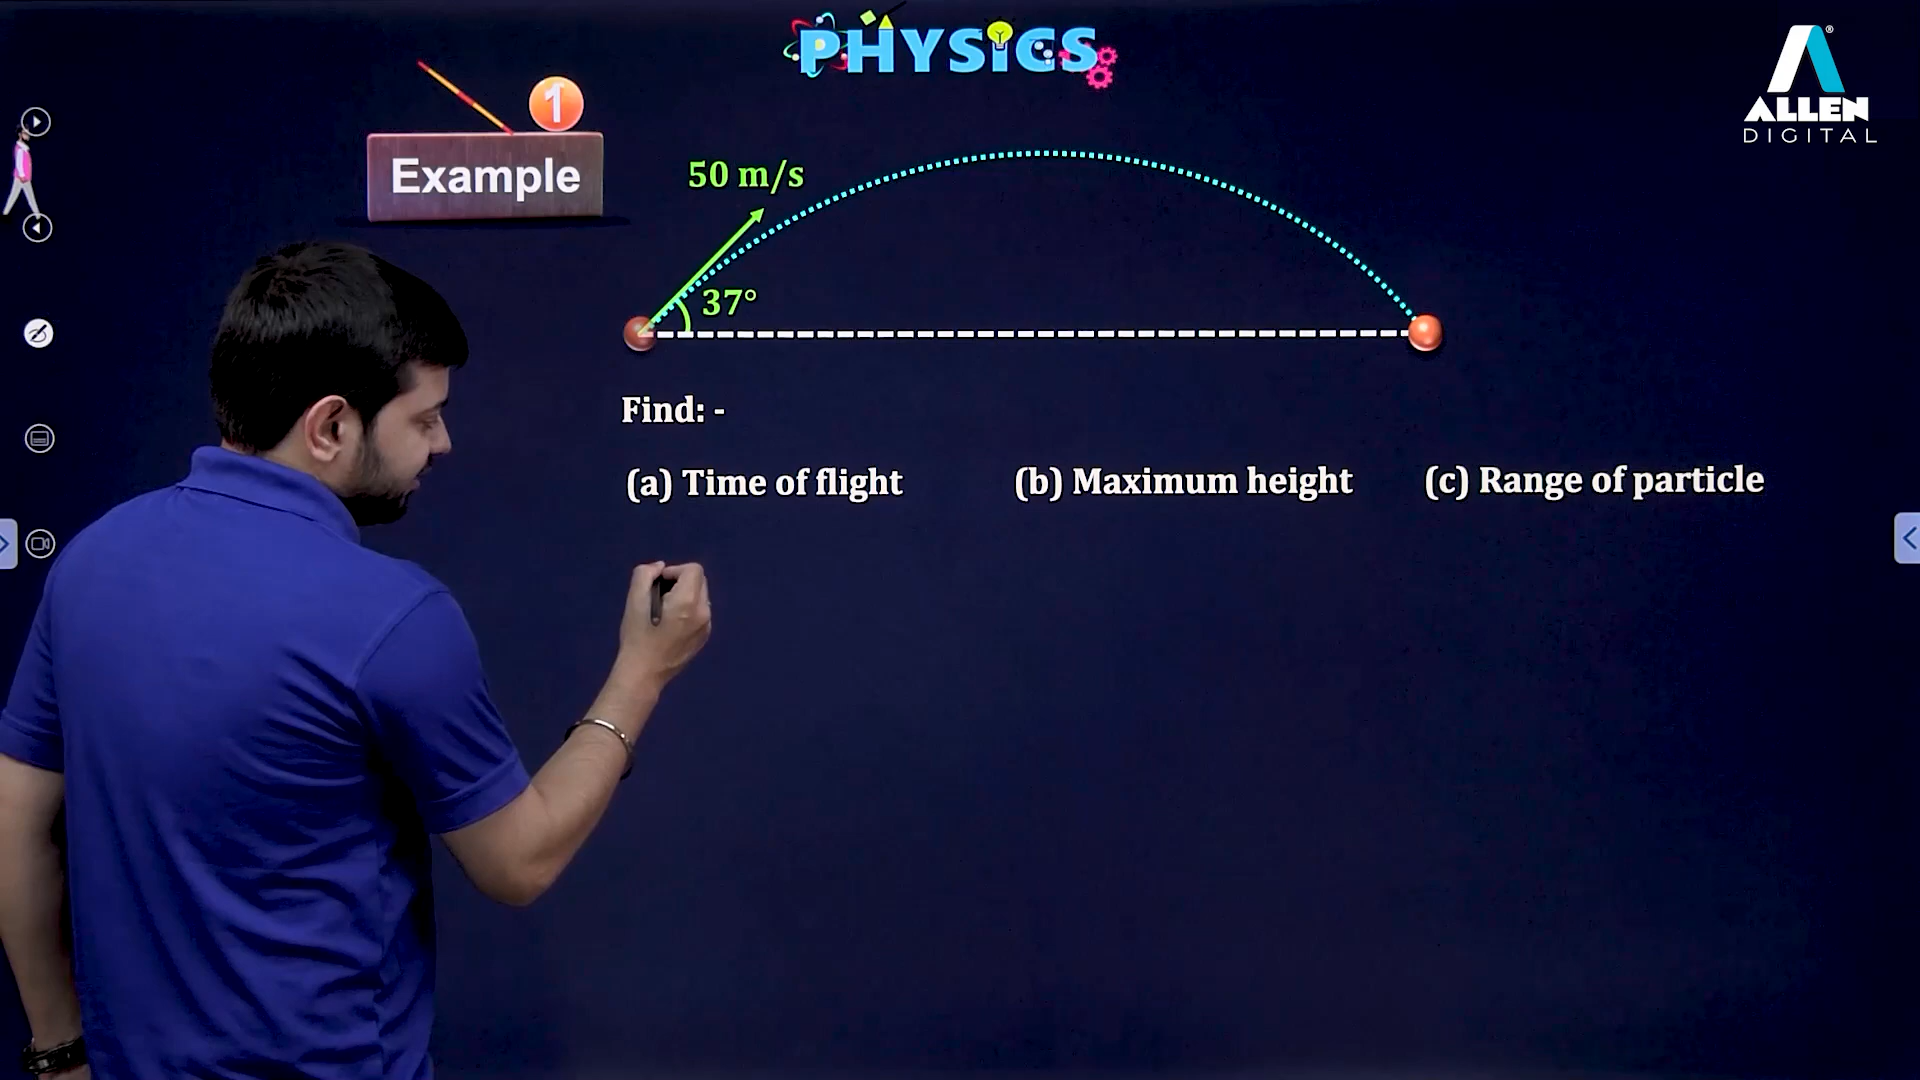 PHYSICS
ALLEN
DIGITAL
1
Example
50 m/s
37°
Find: -
(a) Time of flight (b) Maximum height (c) Range of particle